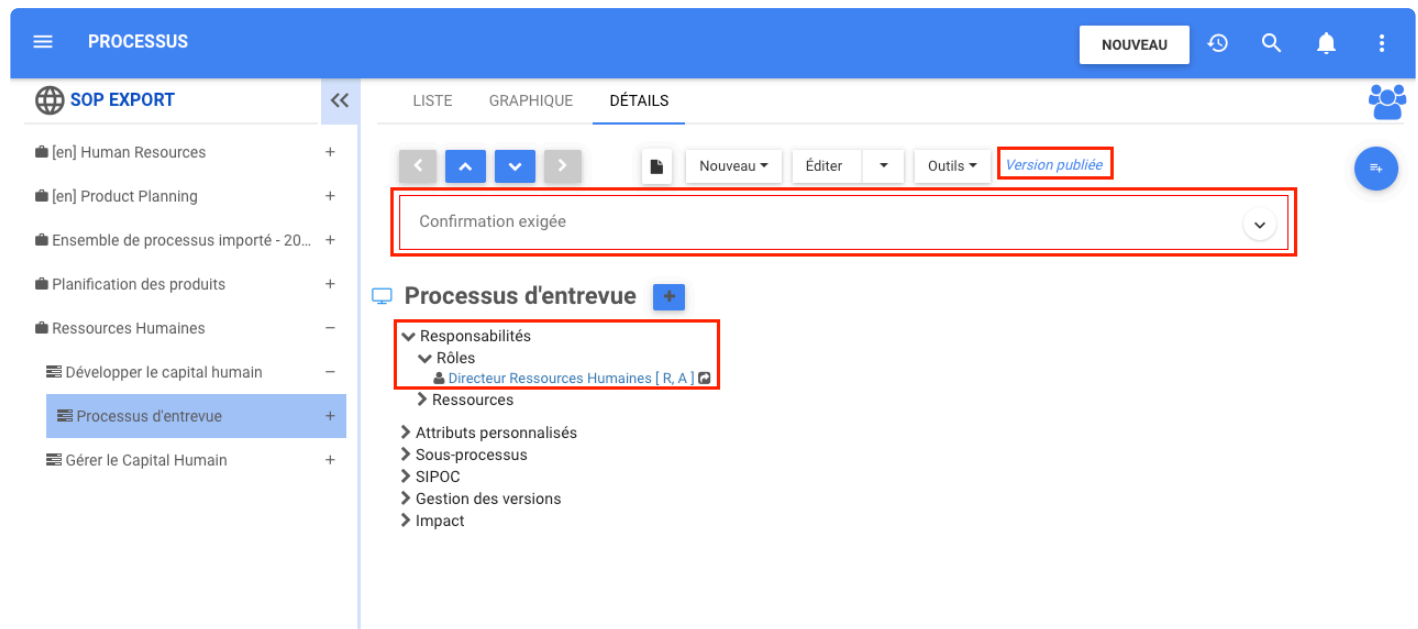 PROCESSUS
NOUVEAU
SOP EXPORT
LISTE GRAPHIQUE DÉTAILS
[en] Human Resources
[en] Product Planning
Ensemble de processus importé - 20...
Planification des produits
Ressources Humaines
Développer le capital humain
Processus d'entrevue
Gérer le Capital Humain
Nouveau Éditer Outils Version publiée
Confirmation exigée
Processus d'entrevue
Responsabilités
Rôles
Directeur Ressources Humaines [ R, A ]
Ressources
Attributs personnalisés
Sous-processus
SIPOC
Gestion des versions
Impact